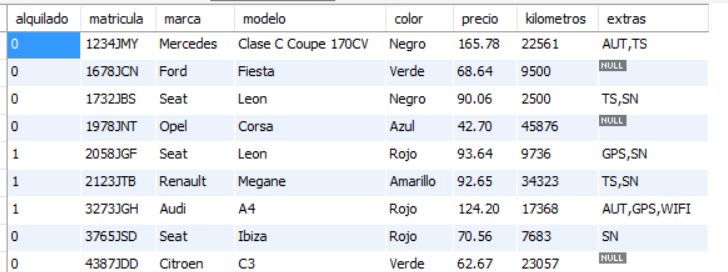 alquilado matricula marca modelo color precio kilometros extras
0 1234JMY Mercedes Clase C Coupe 170CV Negro 165.78 22561 AUT,TS
0 1678JCN Ford Fiesta Verde 68.64 9500 NULL
0 1732JBS Seat Leon Negro 90.06 2500 TS,SN
0 1978JNT Opel Corsa Azul 42.70 45876 NULL
1 2058JGF Seat Leon Rojo 93.64 9736 GPS,SN
1 2123JTB Renault Megane Amarillo 92.65 34323 TS,SN
1 3273JGH Audi A4 Rojo 124.20 17368 AUT,GPS,WIFI
0 3765JSD Seat Ibiza Rojo 70.56 7683 SN
0 4387JDD Citroen C3 Verde 62.67 23057 NULL